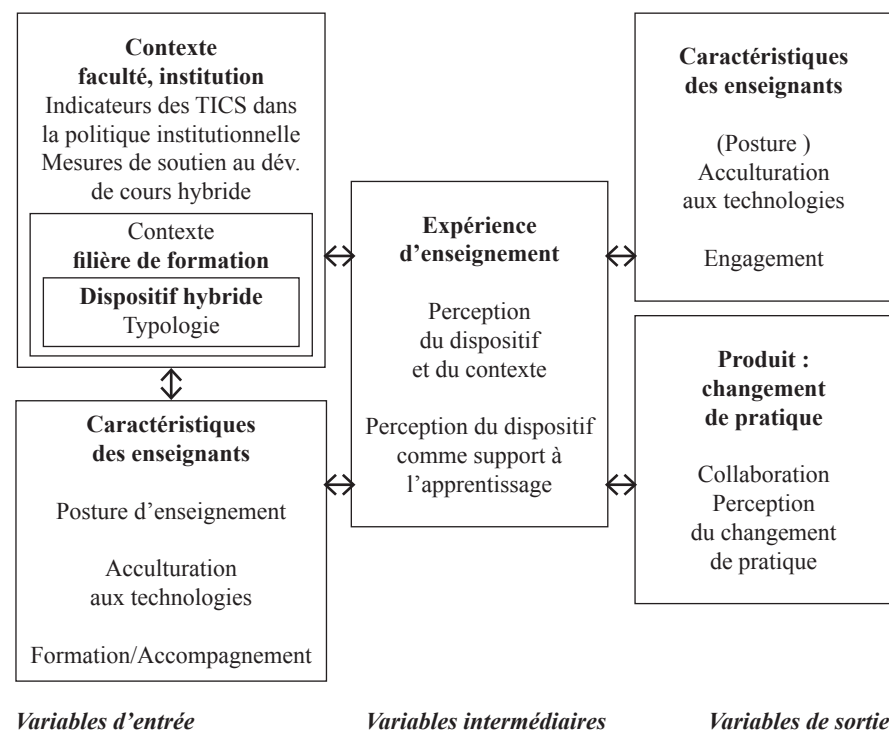 Contexte
faculté, institution
Indicateurs des TICS dans
la politique institutionnelle
Mesures de soutien au dév.
de cours hybride
Contexte
filière de formation
Dispositif hybride
Typologie
Caractéristiques
des enseignants
Posture d’enseignement
Acculturation
aux technologies
Formation/Accompagnement
Expérience
d’enseignement
Perception
du dispositif
et du contexte
Perception du dispositif
comme support à
l’apprentissage
Caractéristiques
des enseignants
(Posture )
Acculturation
aux technologies
Engagement
Produit :
changement
de pratique
Collaboration
Perception
du changement
de pratique
Variables d’entrée
Variables intermédiaires
Variables de sortie